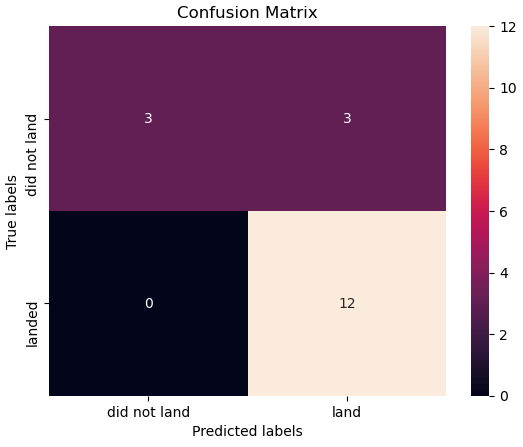 Confusion Matrix
True labels
did not land
3
3
landed
0
12
did not land
land
Predicted labels
12
10
8
6
4
2
0